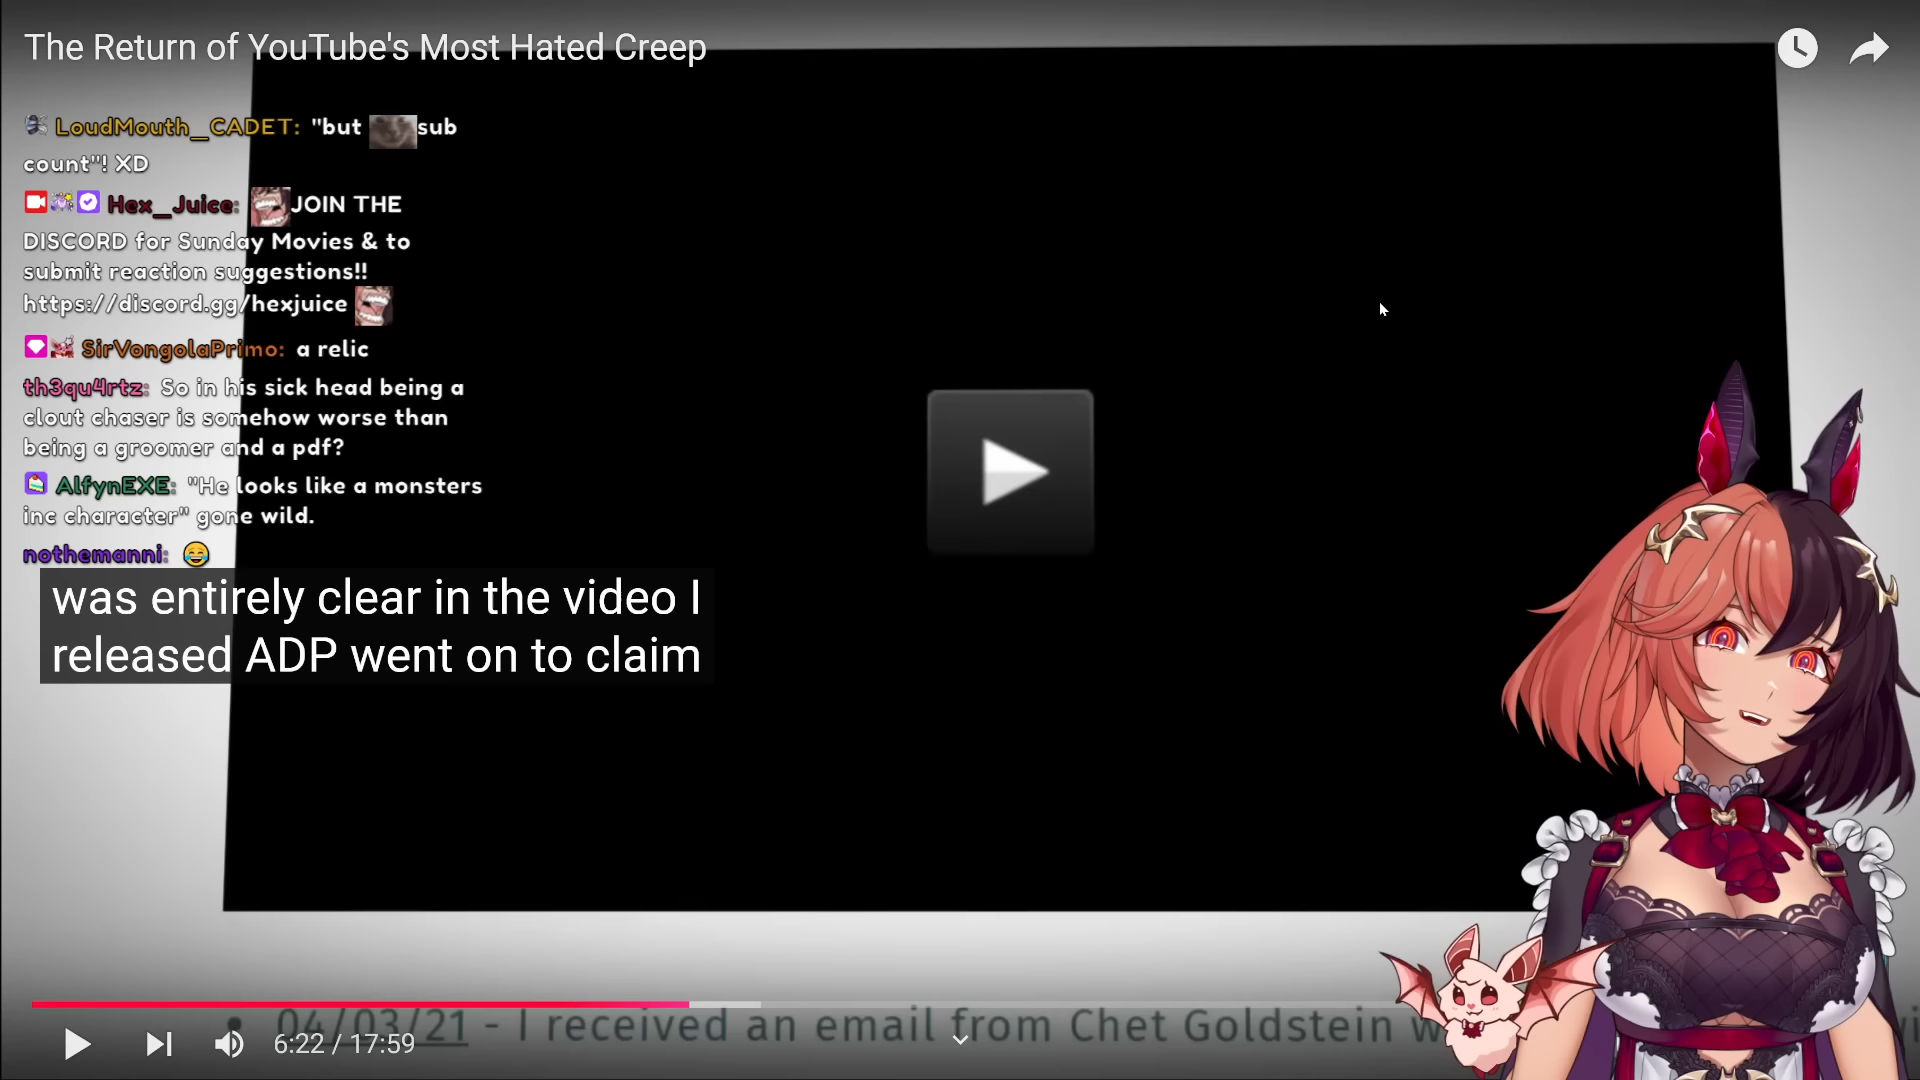 The Return of YouTube's Most Hated Creep
LoudMouth_CADET: "but sub
count"! XD
Hex_Juice: JOIN THE
DISCORD for Sunday Movies & to
submit reaction suggestions!!
https://discord.gg/hexjuice
SirVongolaPrimo: a relic
th3qu4rtz: So in his sick head being a
clout chaser is somehow worse than
being a groomer and a pdf?
AlfynEXE: "He looks like a monsters
inc character" gone wild.
nothemanni: 😂
was entirely clear in the video I
released ADP went on to claim
04/03/21 - I received an email from Chet Goldstein
6:22 / 17:59